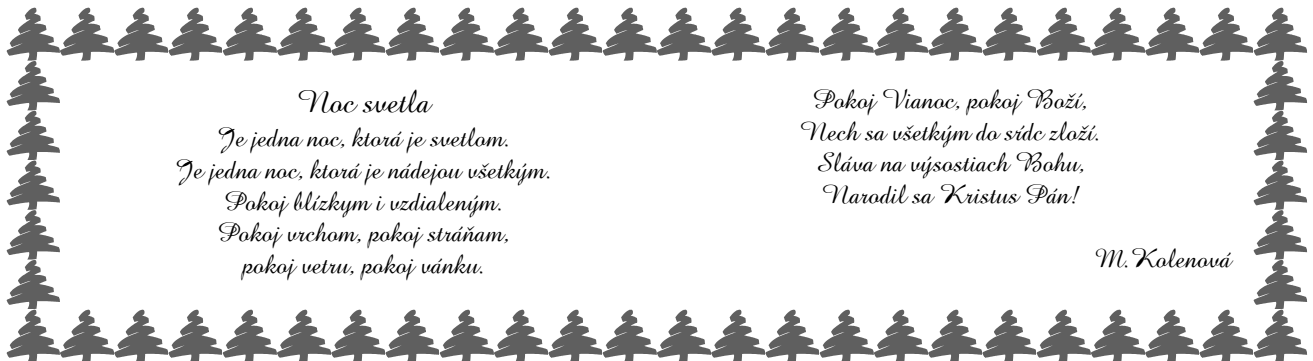 Noc svetla
Je jedna noc, ktorá je svetlom.
Je jedna noc, ktorá je nádejou všetkým.
Pokoj blízkym i vzdialeným.
Pokoj vrchom, pokoj stráňam,
pokoj vetru, pokoj vánku.
Pokoj Vianoc, pokoj Boží,
Nech sa všetkým do sŕdc zloží.
Sláva na výsostiach Bohu,
Narodil sa Kristus Pán!
M.Kolenová